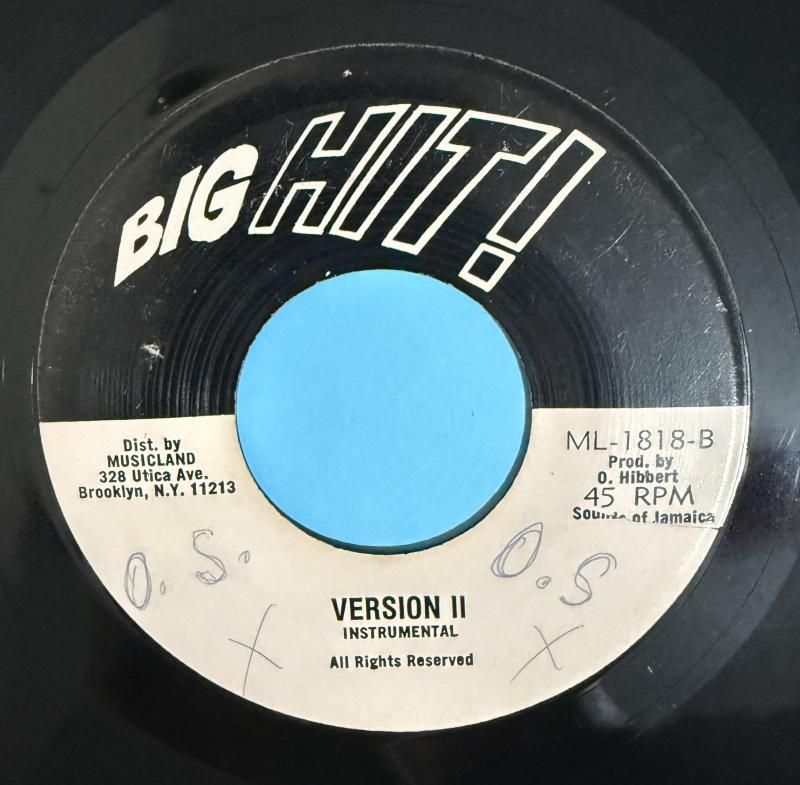 BIG HIT!
Dist. by
MUSICLAND
328 Utica Ave.
Brooklyn, N.Y. 11213
ML-1818-B
Prod. by
O. Hibbert
45 RPM
Sounds of Jamaica
O. S.
O. S
X
X
VERSION II
INSTRUMENTAL
All Rights Reserved